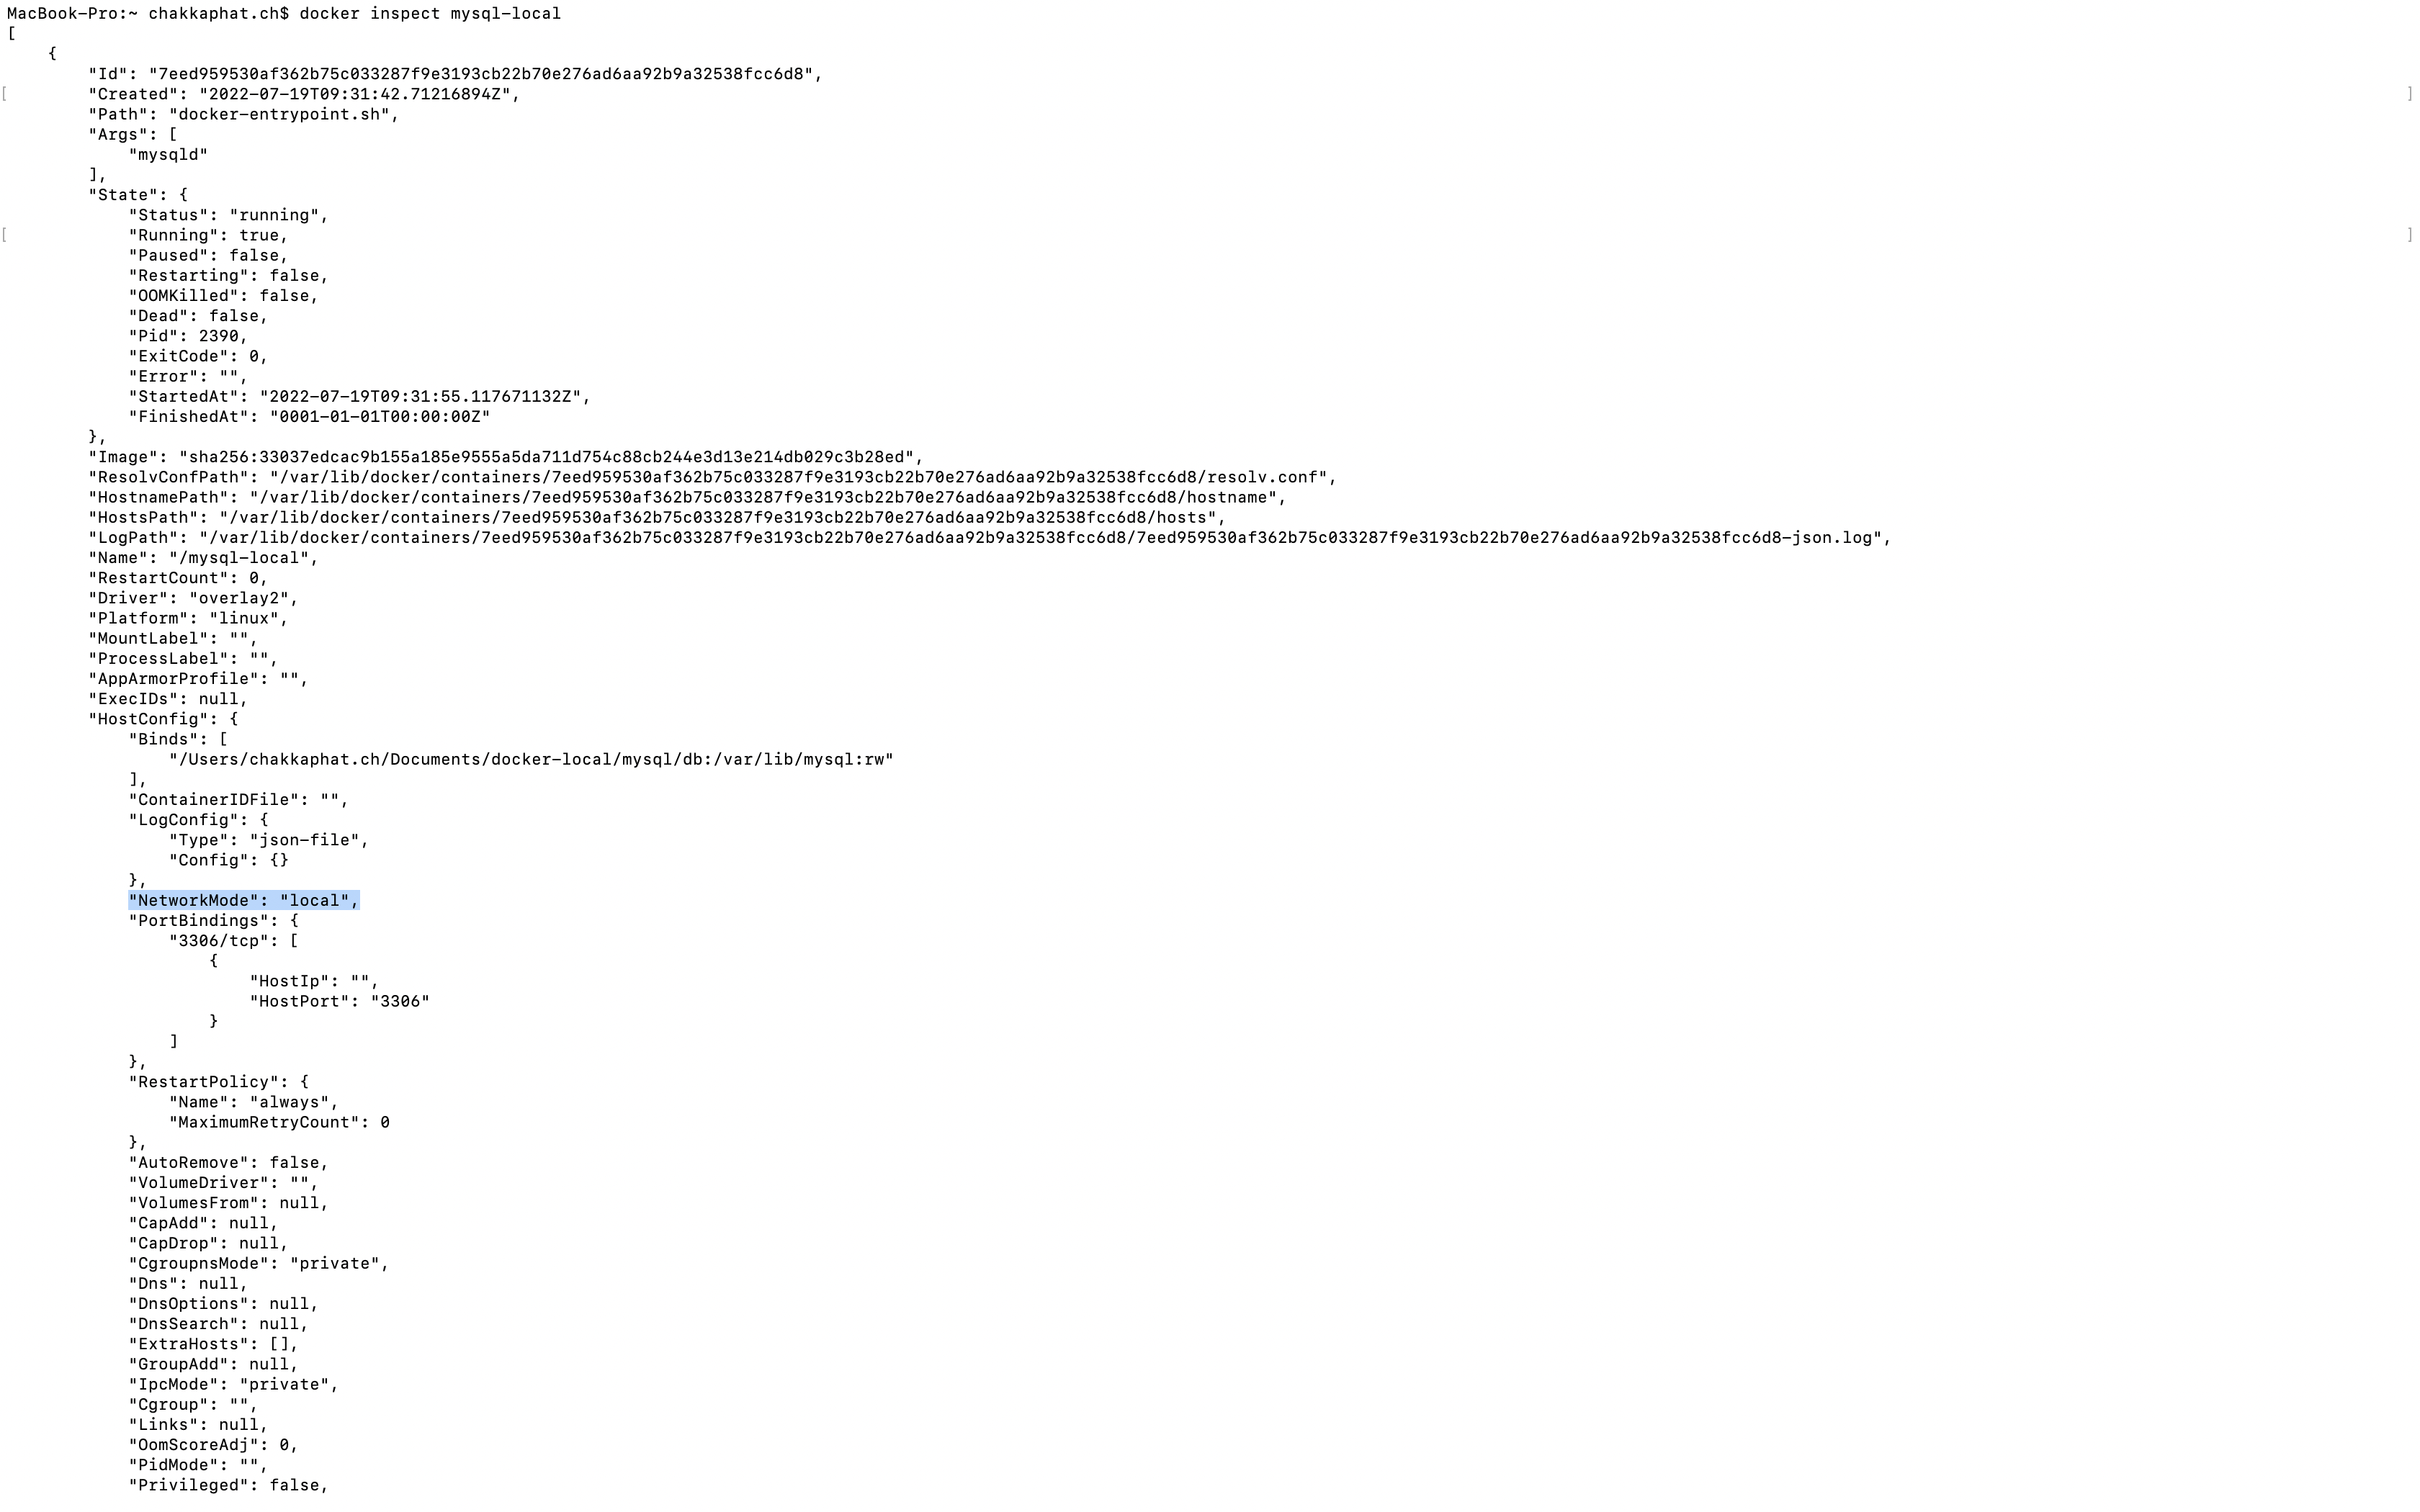 MacBook-Pro:~ chakkaphat.ch$ docker inspect mysql-local
[
    {
        "Id": "7eed959530af362b75c033287f9e3193cb22b70e276ad6aa92b9a32538fcc6d8",
[        "Created": "2022-07-19T09:31:42.71216894Z", ]
        "Path": "docker-entrypoint.sh",
        "Args": [
            "mysqld"
        ],
        "State": {
            "Status": "running",
[            "Running": true, ]
            "Paused": false,
            "Restarting": false,
            "OOMKilled": false,
            "Dead": false,
            "Pid": 2390,
            "ExitCode": 0,
            "Error": "",
            "StartedAt": "2022-07-19T09:31:55.117671132Z",
            "FinishedAt": "0001-01-01T00:00:00Z"
        },
        "Image": "sha256:33037edcac9b155a185e9555a5da711d754c88cb244e3d13e214db029c3b28ed",
        "ResolvConfPath": "/var/lib/docker/containers/7eed959530af362b75c033287f9e3193cb22b70e276ad6aa92b9a32538fcc6d8/resolv.conf",
        "HostnamePath": "/var/lib/docker/containers/7eed959530af362b75c033287f9e3193cb22b70e276ad6aa92b9a32538fcc6d8/hostname",
        "HostsPath": "/var/lib/docker/containers/7eed959530af362b75c033287f9e3193cb22b70e276ad6aa92b9a32538fcc6d8/hosts",
        "LogPath": "/var/lib/docker/containers/7eed959530af362b75c033287f9e3193cb22b70e276ad6aa92b9a32538fcc6d8/7eed959530af362b75c033287f9e3193cb22b70e276ad6aa92b9a32538fcc6d8-json.log",
        "Name": "/mysql-local",
        "RestartCount": 0,
        "Driver": "overlay2",
        "Platform": "linux",
        "MountLabel": "",
        "ProcessLabel": "",
        "AppArmorProfile": "",
        "ExecIDs": null,
        "HostConfig": {
            "Binds": [
                "/Users/chakkaphat.ch/Documents/docker-local/mysql/db:/var/lib/mysql:rw"
            ],
            "ContainerIDFile": "",
            "LogConfig": {
                "Type": "json-file",
                "Config": {}
            },
            "NetworkMode": "local",
            "PortBindings": {
                "3306/tcp": [
                    {
                        "HostIp": "",
                        "HostPort": "3306"
                    }
                ]
            },
            "RestartPolicy": {
                "Name": "always",
                "MaximumRetryCount": 0
            },
            "AutoRemove": false,
            "VolumeDriver": "",
            "VolumesFrom": null,
            "CapAdd": null,
            "CapDrop": null,
            "CgroupnsMode": "private",
            "Dns": null,
            "DnsOptions": null,
            "DnsSearch": null,
            "ExtraHosts": [],
            "GroupAdd": null,
            "IpcMode": "private",
            "Cgroup": "",
            "Links": null,
            "OomScoreAdj": 0,
            "PidMode": "",
            "Privileged": false,